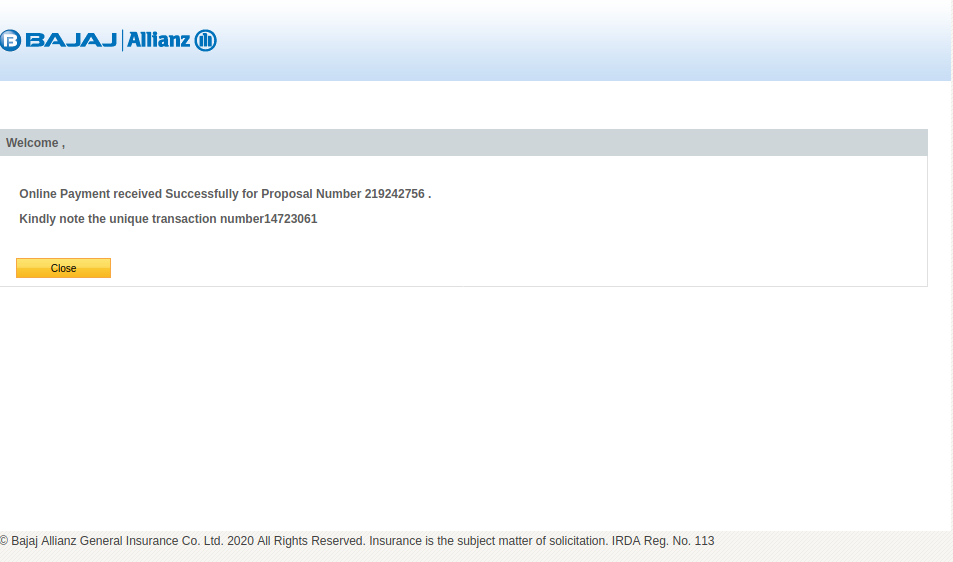 BAJAJ Allianz
Welcome ,
Online Payment received Successfully for Proposal Number 219242756 .
Kindly note the unique transaction number14723061
Close
© Bajaj Allianz General Insurance Co. Ltd. 2020 All Rights Reserved. Insurance is the subject matter of solicitation. IRDA Reg. No. 113